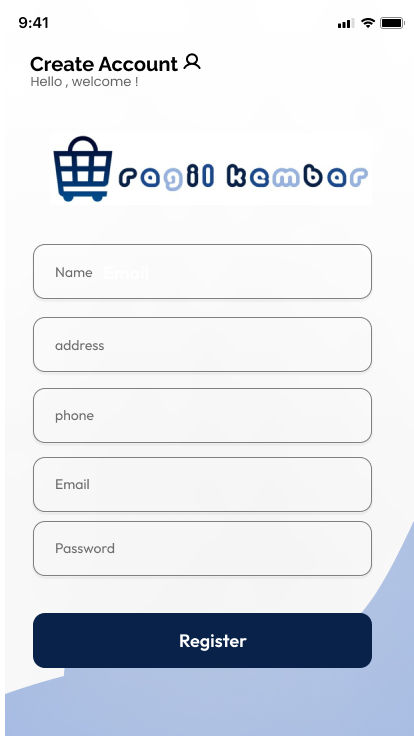 9:41
Create Account
Hello , welcome !
ragil kembar
Name Email
address
phone
Email
Password
Register